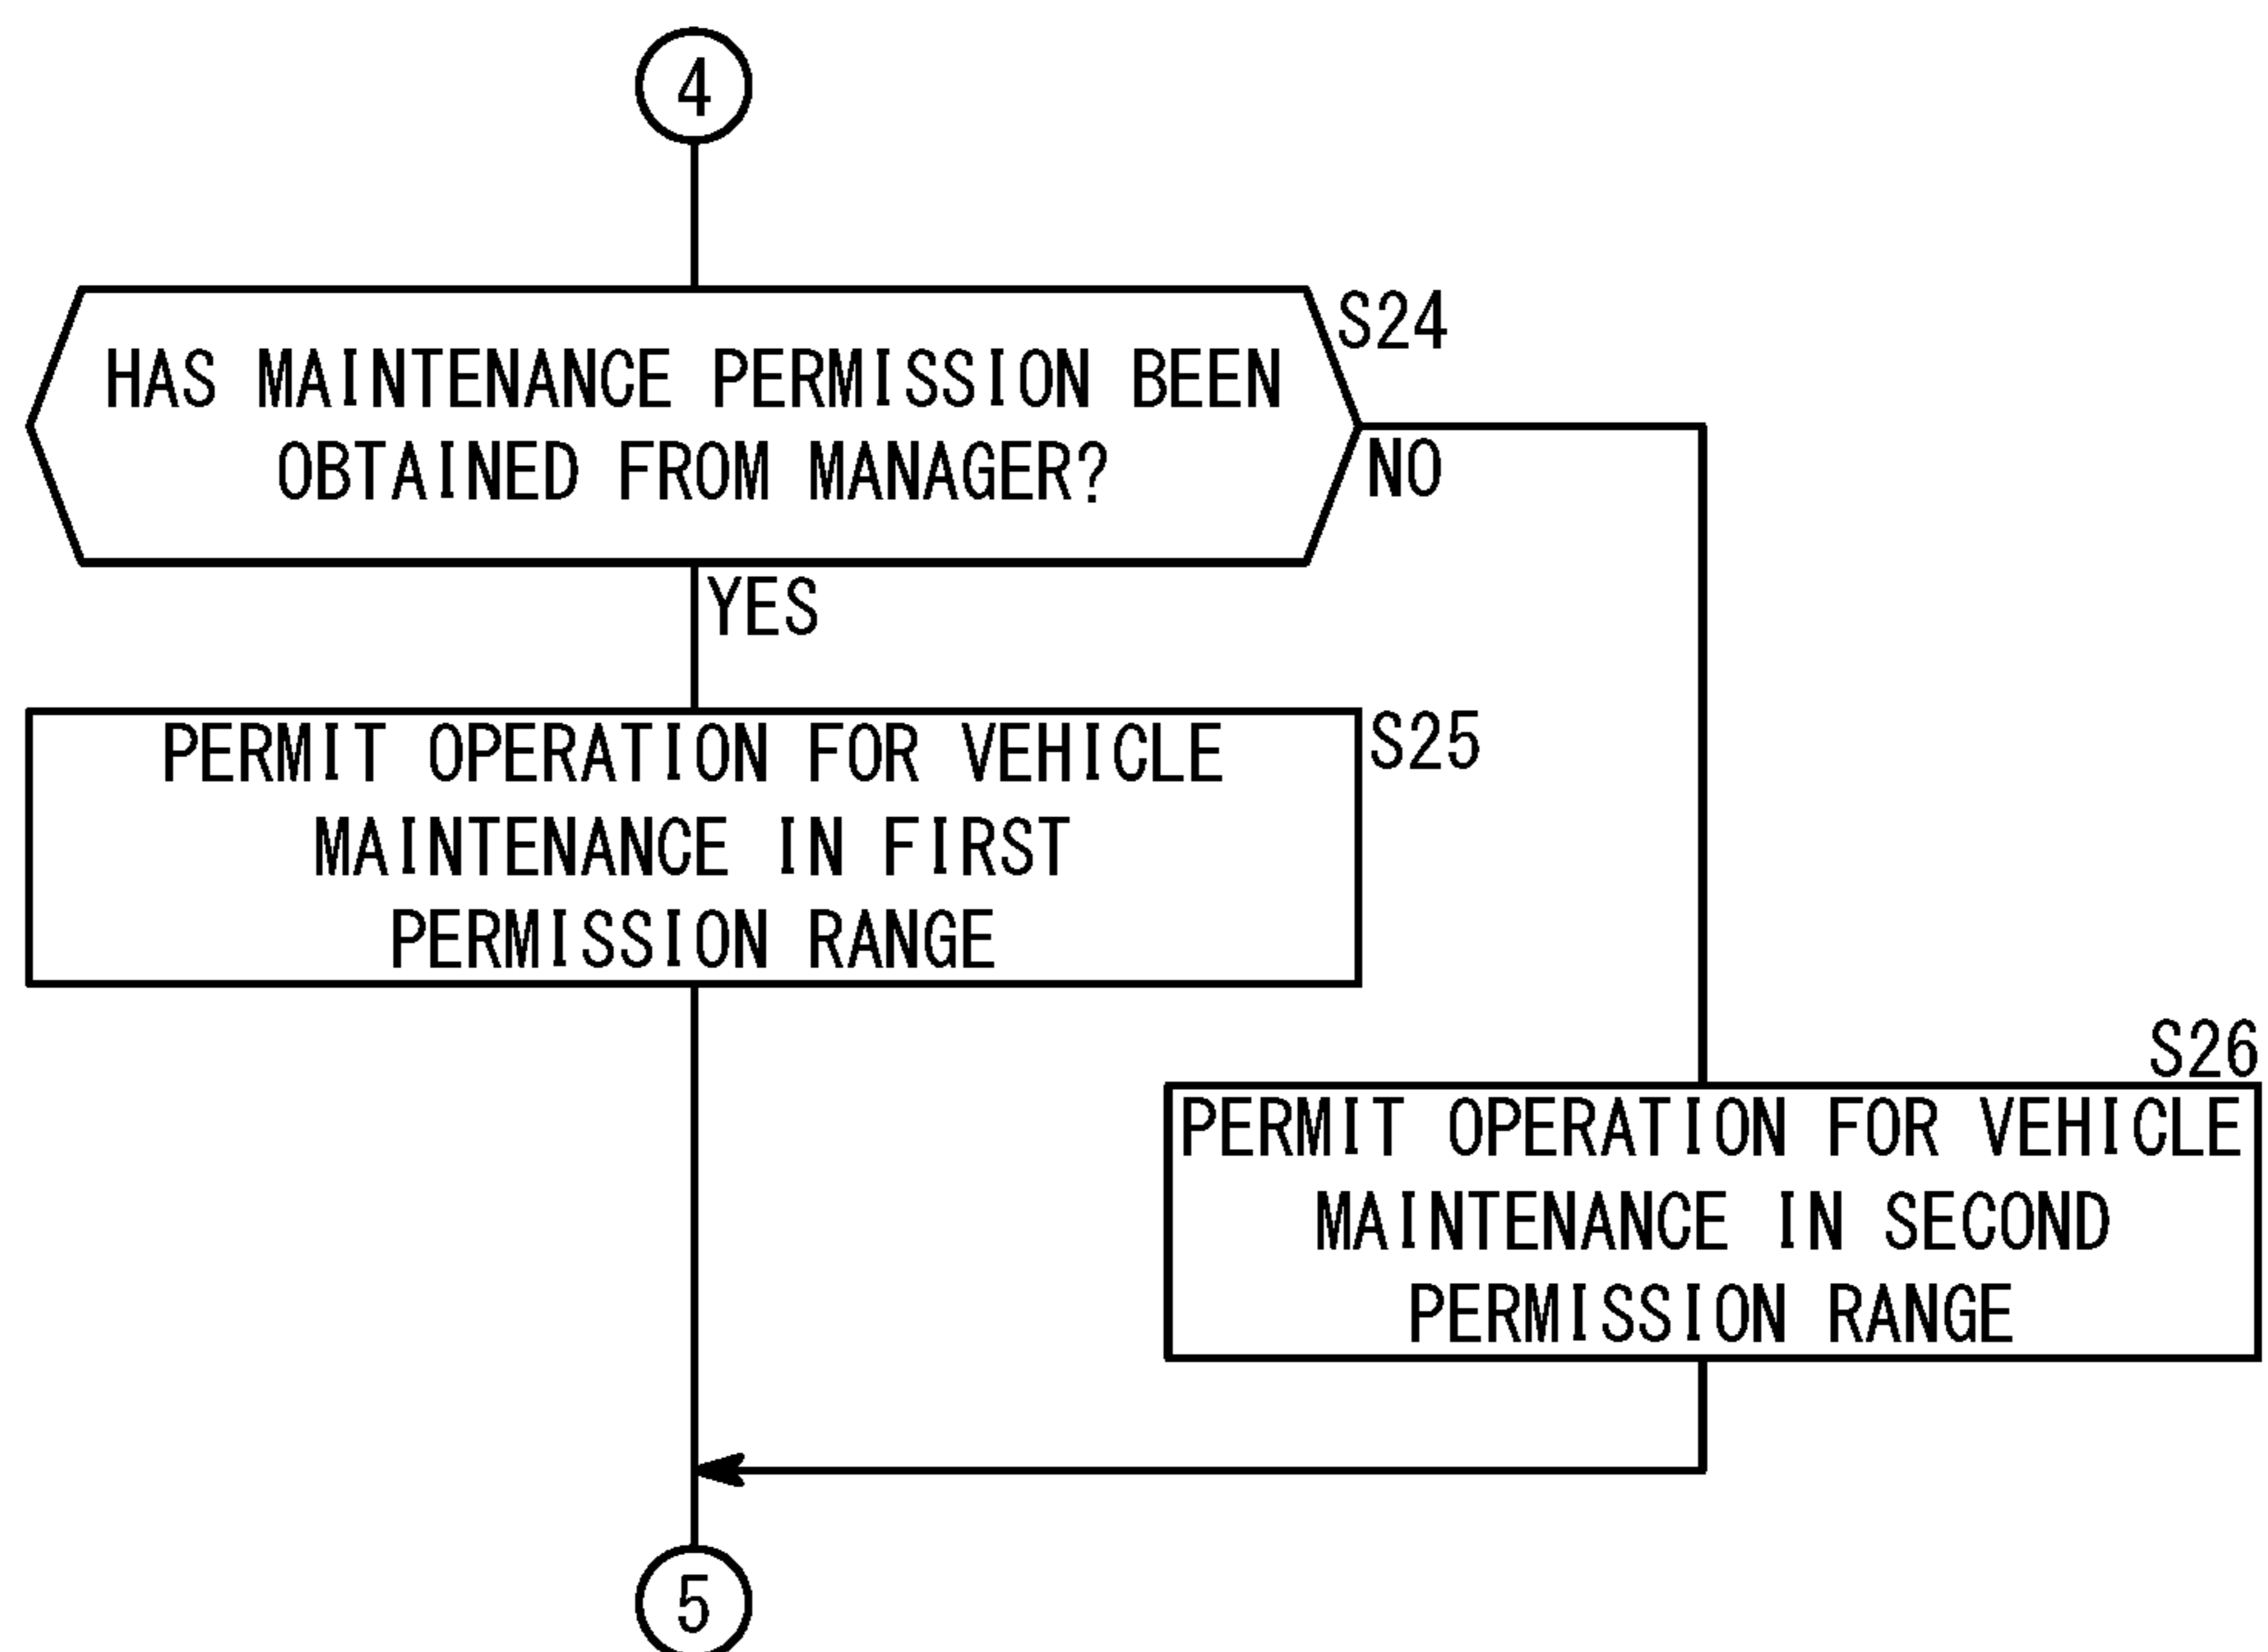 4
S24
HAS MAINTENANCE PERMISSION BEEN
OBTAINED FROM MANAGER?
NO
YES
S25
PERMIT OPERATION FOR VEHICLE
MAINTENANCE IN FIRST
PERMISSION RANGE
S26
PERMIT OPERATION FOR VEHICLE
MAINTENANCE IN SECOND
PERMISSION RANGE
5